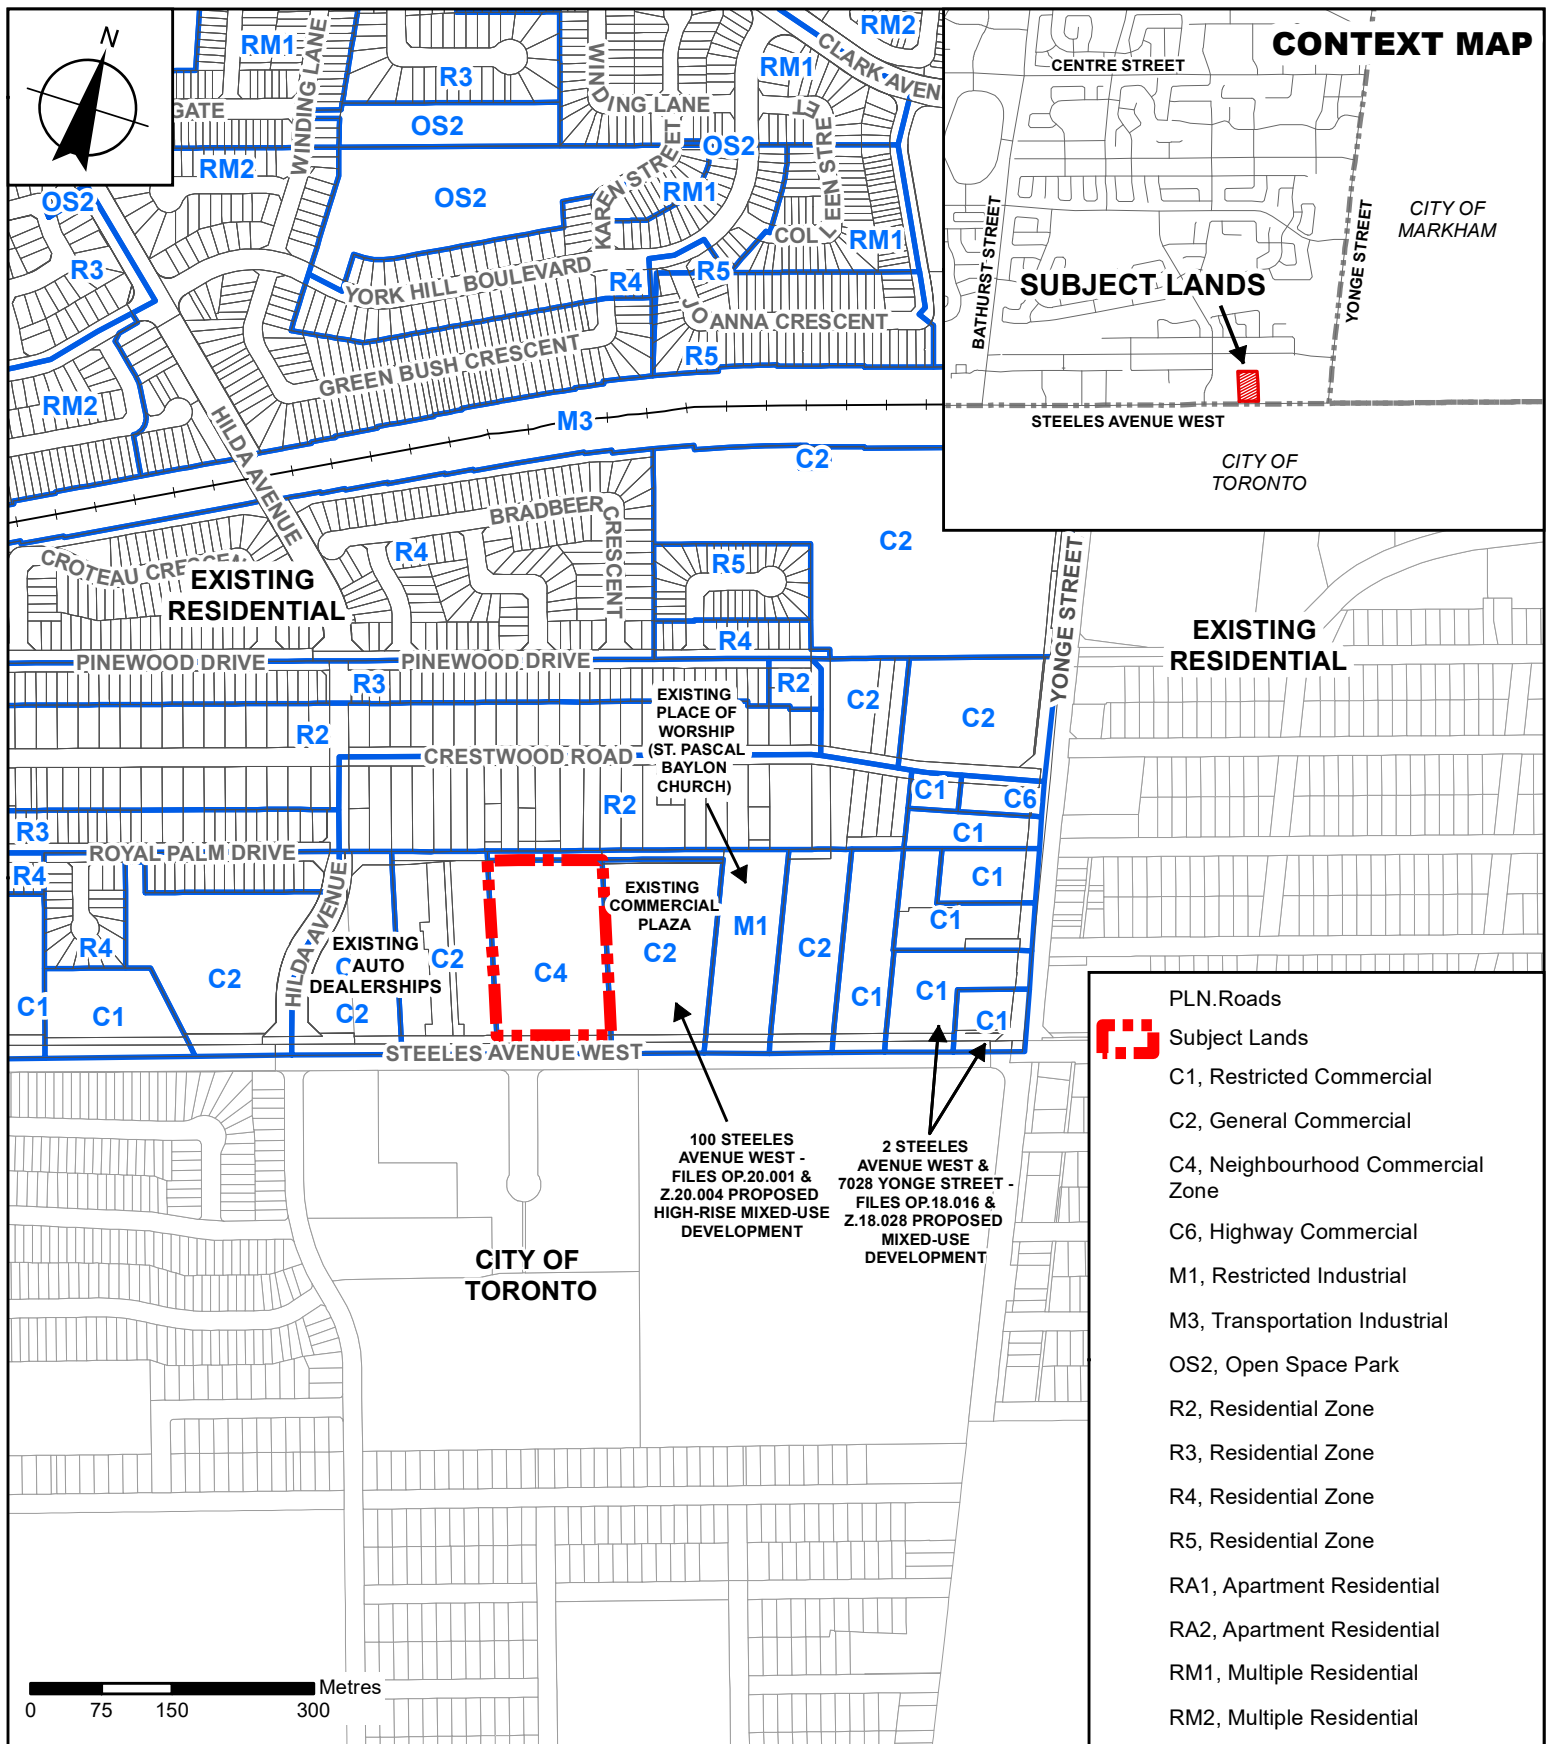 N
GATE
WINDING LANE
RM1
R3
OS2
RM2
OS2
R3
OS2
WINDING LANE
KAREN STREET
OS2
RM1
RM1
RM2
CLARK AVEN
COLLEEN STREET
RM1
YORK HILL BOULEVARD
R4
R5
JOANNA CRESCENT
R5
GREEN BUSH CRESCENT
RM2
HILDA AVENUE
M3
C2
C2
BRADBEER CRESCENT
R4
R5
R4
EXISTING
RESIDENTIAL
PINEWOOD DRIVE
PINEWOOD DRIVE
R3
R2
R2
C2
C2
YONGE STREET
EXISTING
RESIDENTIAL
EXISTING
PLACE OF
WORSHIP
(ST. PASCAL
BAYLON
CHURCH)
CRESTWOOD ROAD
R2
C1
C6
C1
R3
ROYAL PALM DRIVE
R4
R4
C1
C1
C2
HILDA AVENUE
EXISTING
AUTO
DEALERSHIPS
C2
C2
C4
EXISTING
COMMERCIAL
PLAZA
C2
M1
C2
C1
C1
C1
C1
C1
STEELES AVENUE WEST
100 STEELES
AVENUE WEST -
FILES OP.20.001 &
Z.20.004 PROPOSED
HIGH-RISE MIXED-USE
DEVELOPMENT
2 STEELES
AVENUE WEST &
7028 YONGE STREET -
FILES OP.18.016 &
Z.18.028 PROPOSED
MIXED-USE
DEVELOPMENT
CITY OF
TORONTO
Metres
0 75 150 300
CONTEXT MAP
CENTRE STREET
BATHURST STREET
YONGE STREET
CITY OF
MARKHAM
SUBJECT LANDS
STEELES AVENUE WEST
CITY OF
TORONTO
PLN.Roads
Subject Lands
C1, Restricted Commercial
C2, General Commercial
C4, Neighbourhood Commercial
Zone
C6, Highway Commercial
M1, Restricted Industrial
M3, Transportation Industrial
OS2, Open Space Park
R2, Residential Zone
R3, Residential Zone
R4, Residential Zone
R5, Residential Zone
RA1, Apartment Residential
RA2, Apartment Residential
RM1, Multiple Residential
RM2, Multiple Residential